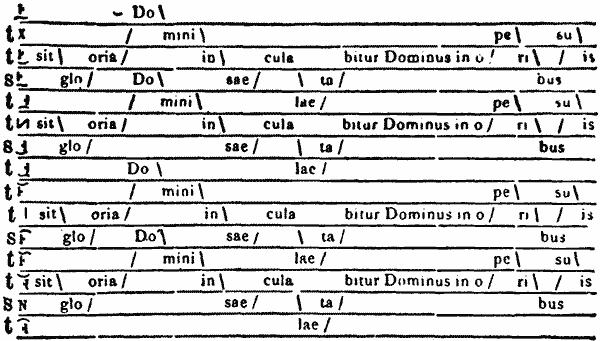 Do \
t / mini \ pe \ su \
t sit \ oria / in \ cula bitur Dominus in o / ri \ / is
s glo / Do \ sae / \ ta / bus
t / mini \ lae / pe \ su \
t sit \ oria / in \ cula bitur Dominus in o / ri \ / is
s glo / sae / \ ta / bus
t Do \ lae /
t / mini \ pe \ su \
t sit \ oria / in \ cula bitur Dominus in o / ri \ / is
s glo / Do \ sae / \ ta / bus
t / mini \ lae / pe \ su \
t sit \ oria / in \ cula bitur Dominus in o / ri \ / is
s N glo / sae / \ ta / bus
t lae /